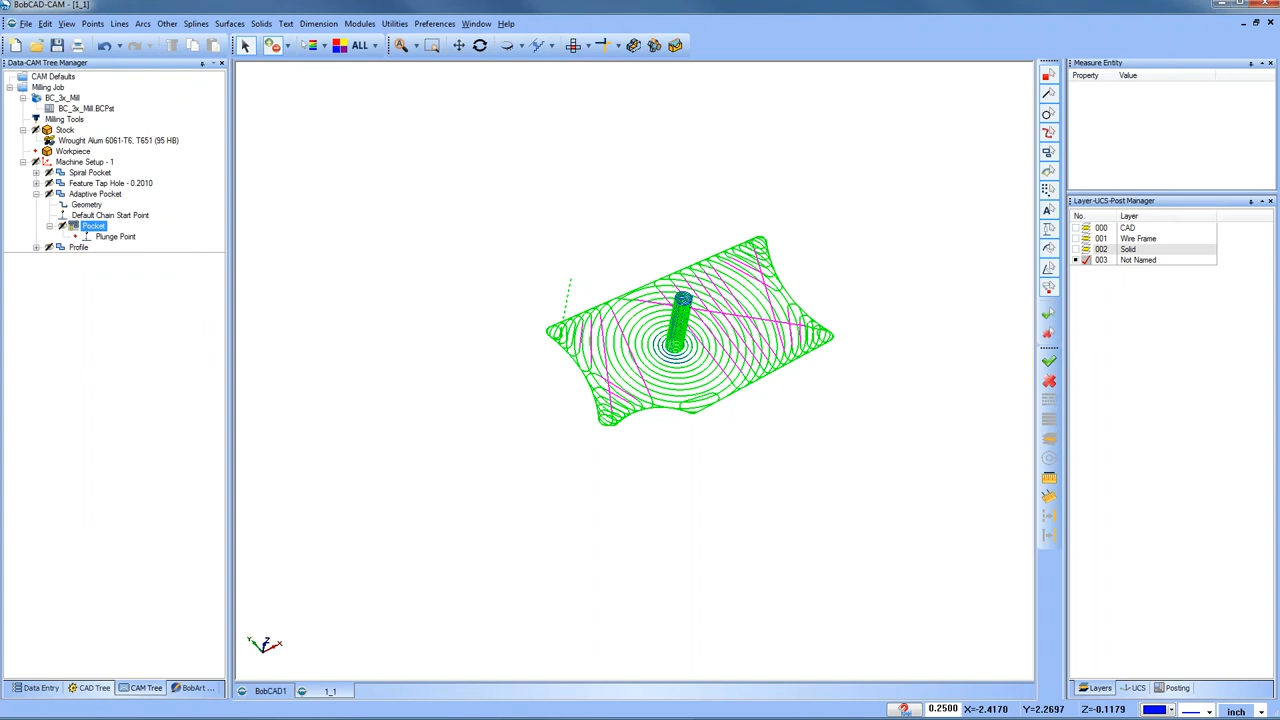 BobCAD-CAM - [1_1]
File Edit View Points Lines Arcs Other Splines Surfaces Solids Text Dimension Modules Utilities Preferences Window Help
ALL
Data-CAM Tree Manager
CAM Defaults
Milling Job
BC_3x_Mill
BC_3x_Mill.BCPst
Milling Tools
Stock
Wrought Alum 6061-T6, T651 (95 HB)
Workpiece
Machine Setup - 1
Spiral Pocket
Feature Tap Hole - 0.2010
Adaptive Pocket
Geometry
Default Chain Start Point
Pocket
Plunge Point
Profile
Y Z X
Measure Entity
Property Value
Layer-UCS-Post Manager
No. Layer
000 CAD
001 Wire Frame
002 Solid
003 Not Named
Data Entry CAD Tree CAM Tree BobArt ...
BobCAD1 1_1
Layers UCS Posting
0.2500 X=-2.4170 Y=2.2697 Z=-0.1179 inch